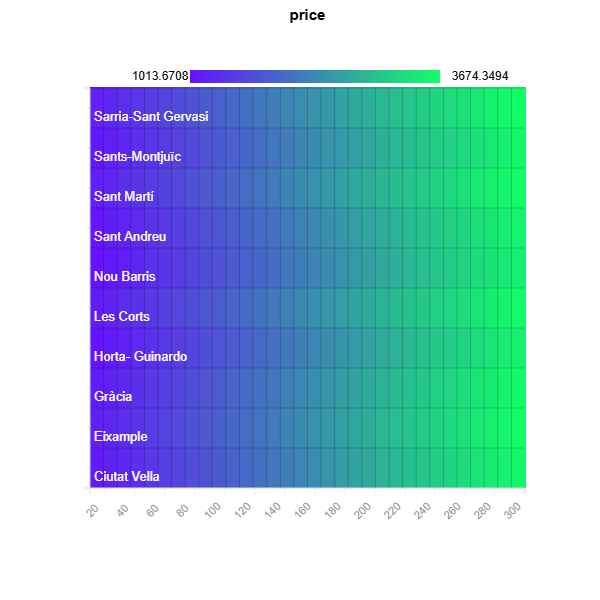 price
1013.6708 3674.3494
Sarria-Sant Gervasi
Sants-Montjuïc
Sant Martí
Sant Andreu
Nou Barris
Les Corts
Horta- Guinardo
Gràcia
Eixample
Ciutat Vella
20 40 60 80 100 120 140 160 180 200 220 240 260 280 300